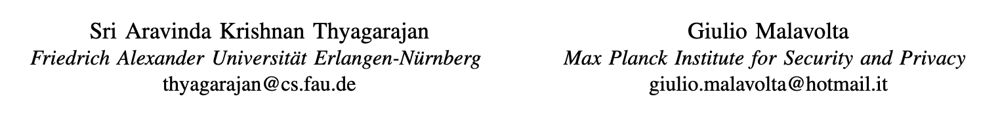 Sri Aravinda Krishnan Thyagarajan
Friedrich Alexander Universität Erlangen-Nürnberg
thyagarajan@cs.fau.de
Giulio Malavolta
Max Planck Institute for Security and Privacy
giulio.malavolta@hotmail.it